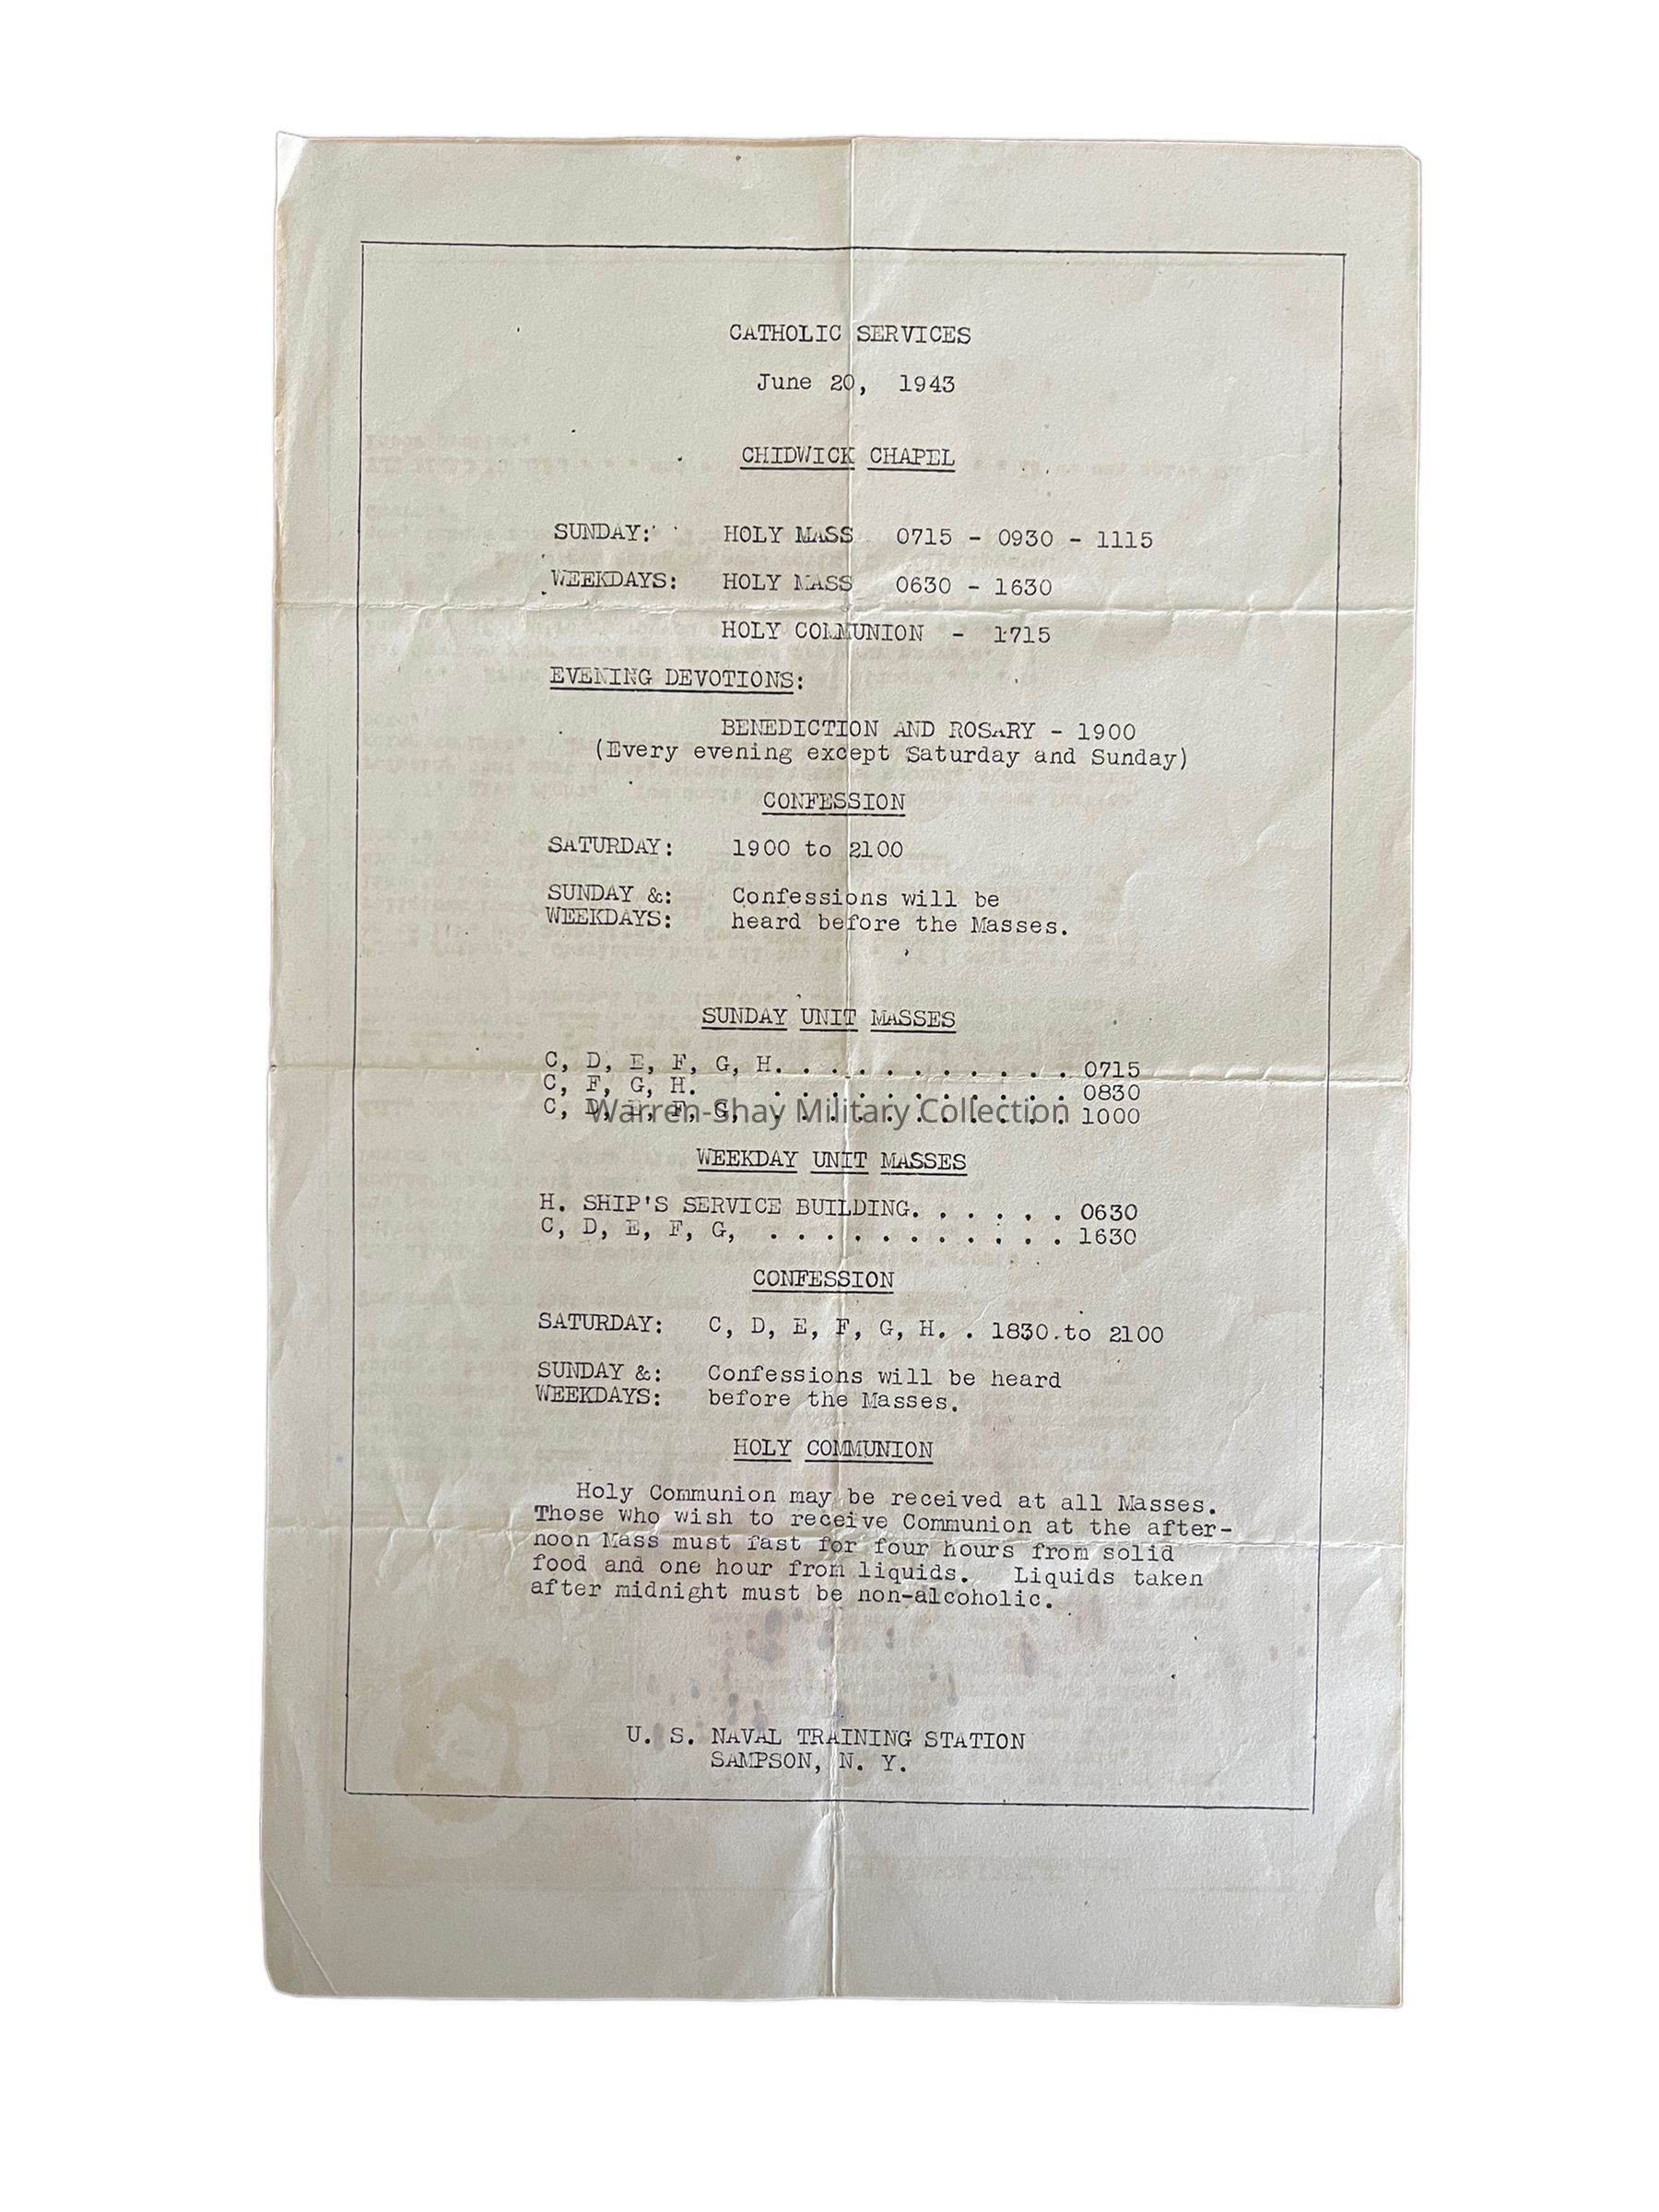 CATHOLIC SERVICES
June 20, 1943
CHIDWICK CHAPEL
SUNDAY: HOLY MASS 0715 - 0930 - 1115
WEEKDAYS: HOLY MASS 0630 - 1630
HOLY COMMUNION - 1715
EVENING DEVOTIONS:
BENEDICTION AND ROSARY - 1900
(Every evening except Saturday and Sunday)
CONFESSION
SATURDAY: 1900 to 2100
SUNDAY &: Confessions will be
WEEKDAYS: heard before the Masses.
SUNDAY UNIT MASSES
C, D, E, F, G, H. . . . . . . . . . . 0715
C, F, G, H. . . . . . . . . . . . 0830
C, D, E, F, G, . . . . . . . . . . . 1000
Warren-Shay Military Collection
WEEKDAY UNIT MASSES
H. SHIP'S SERVICE BUILDING. . . . . . 0630
C, D, E, F, G, . . . . . . . . . . . 1630
CONFESSION
SATURDAY: C, D, E, F, G, H. . 1830 to 2100
SUNDAY &: Confessions will be heard
WEEKDAYS: before the Masses.
HOLY COMMUNION
Holy Communion may be received at all Masses.
Those who wish to receive Communion at the after-
noon Mass must fast for four hours from solid
food and one hour from liquids. Liquids taken
after midnight must be non-alcoholic.
U. S. NAVAL TRAINING STATION
SAMPSON, N. Y.